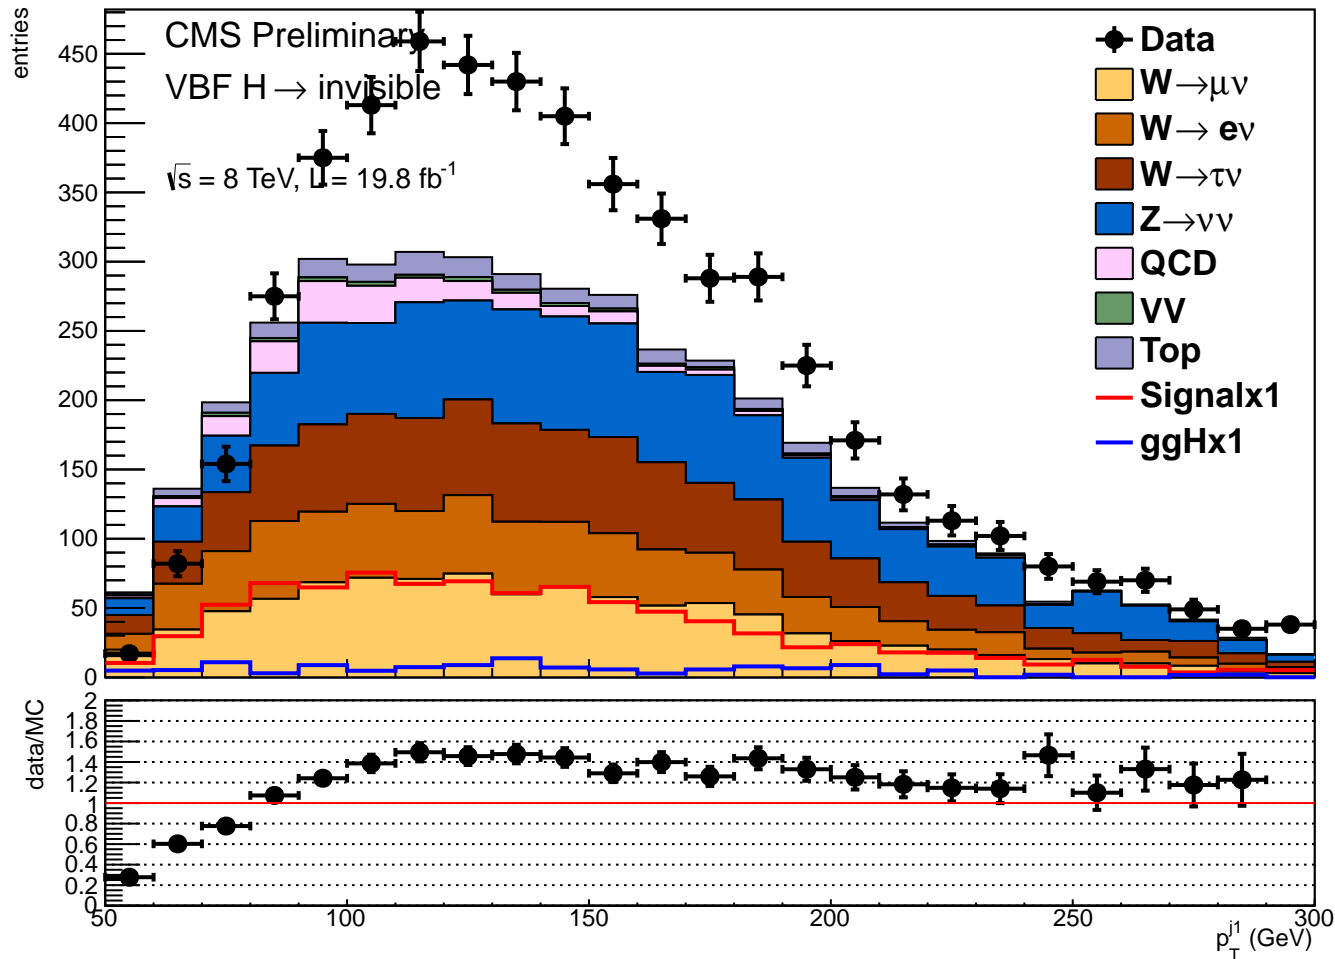 entries
450
400
350
300
250
200
150
100
50
0
CMS Preliminary
VBF H → invisible
√s = 8 TeV, L = 19.8 fb⁻¹
Data
W→μν
W→ eν
W→τν
Z→νν
QCD
VV
Top
Signalx1
ggHx1
data/MC
2
1.8
1.6
1.4
1.2
1
0.8
0.6
0.4
0.2
0
50 100 150 200 250 300
p_T^j1 (GeV)